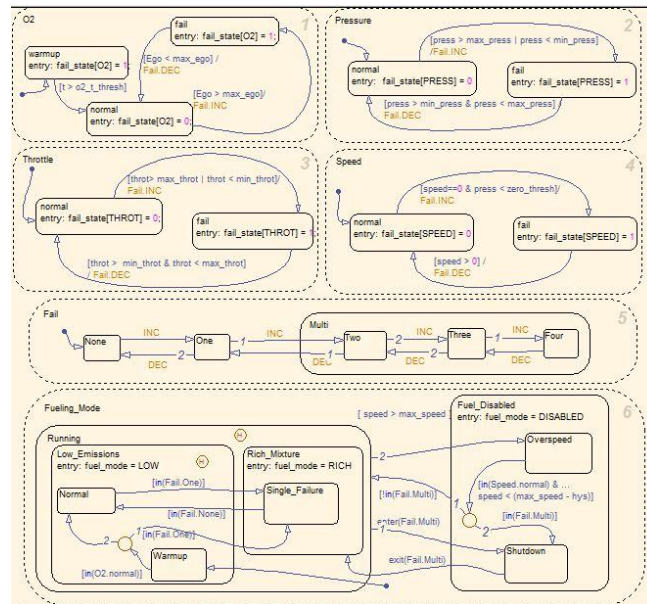 O2
1
fail
entry: fail_state[O2] = 1;
warmup
entry: fail_state[O2] = 1;
[Ego < max_ego] /
Fail.DEC
[t > o2_t_thresh]
[Ego > max_ego]/
Fail.INC
normal
entry: fail_state[O2] = 0;
Pressure
2
[press > max_press | press < min_press]
/Fail.INC
normal
entry: fail_state[PRESS] = 0
fail
entry: fail_state[PRESS] = 1
[press > min_press & press < max_press]
/Fail.DEC
Throttle
3
[throt> max_throt | throt < min_throt]/
Fail.INC
normal
entry: fail_state[THROT] = 0;
fail
entry: fail_state[THROT] = 1;
[throt > min_throt & throt < max_throt]
/ Fail.DEC
Speed
4
[speed==0 & press < zero_thresh]/
Fail.INC
normal
entry: fail_state[SPEED] = 0
fail
entry: fail_state[SPEED] = 1
[speed > 0] /
Fail.DEC
Fail
5
Multi
None
INC
DEC
2
One
1
INC
DEC
1
Two
2
INC
DEC
2
Three
1
INC
DEC
Four
Fueling_Mode
6
[ speed > max_speed ]
Fuel_Disabled
entry: fuel_mode = DISABLED
Running
H
Low_Emissions
entry: fuel_mode = LOW
H
Rich_Mixture
entry: fuel_mode = RICH
2
Overspeed
Normal
[in(Fail.One)]
Single_Failure
[in(Fail.None)]
[in(Speed.normal) & ...
speed < (max_speed - hys)]
[!in(Fail.Multi)]
1
2
[in(Fail.Multi)]
2
1
[in(Fail.One)]
enter(Fail.Multi)
1
Warmup
[in(O2.normal)]
exit(Fail.Multi)
Shutdown